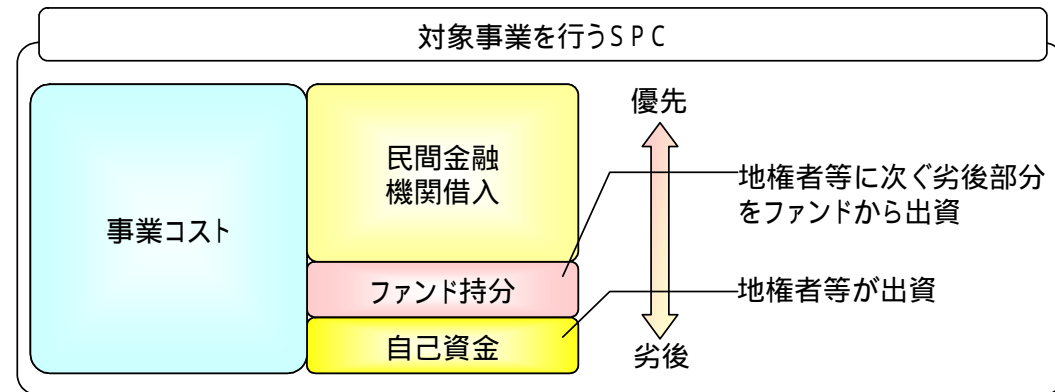 対象事業を行うＳＰＣ
事業コスト
民間金融
機関借入
ファンド持分
自己資金
優先
劣後
地権者等に次ぐ劣後部分
をファンドから出資
地権者等が出資